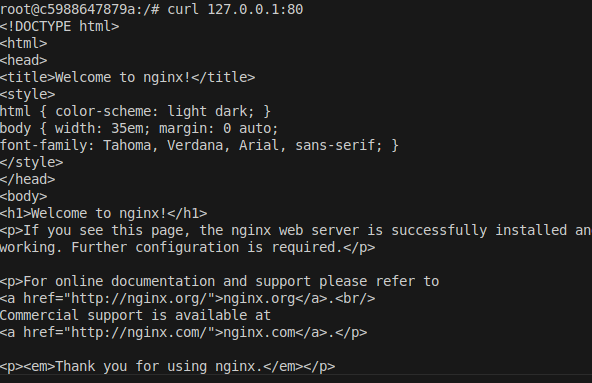 root@c5988647879a:/# curl 127.0.0.1:80
<!DOCTYPE html>
<html>
<head>
<title>Welcome to nginx!</title>
<style>
html { color-scheme: light dark; }
body { width: 35em; margin: 0 auto;
font-family: Tahoma, Verdana, Arial, sans-serif; }
</style>
</head>
<body>
<h1>Welcome to nginx!</h1>
<p>If you see this page, the nginx web server is successfully installed an
working. Further configuration is required.</p>
<p>For online documentation and support please refer to
<a href="http://nginx.org/">nginx.org</a>.<br/>
Commercial support is available at
<a href="http://nginx.com/">nginx.com</a>.</p>
<p><em>Thank you for using nginx.</em></p>